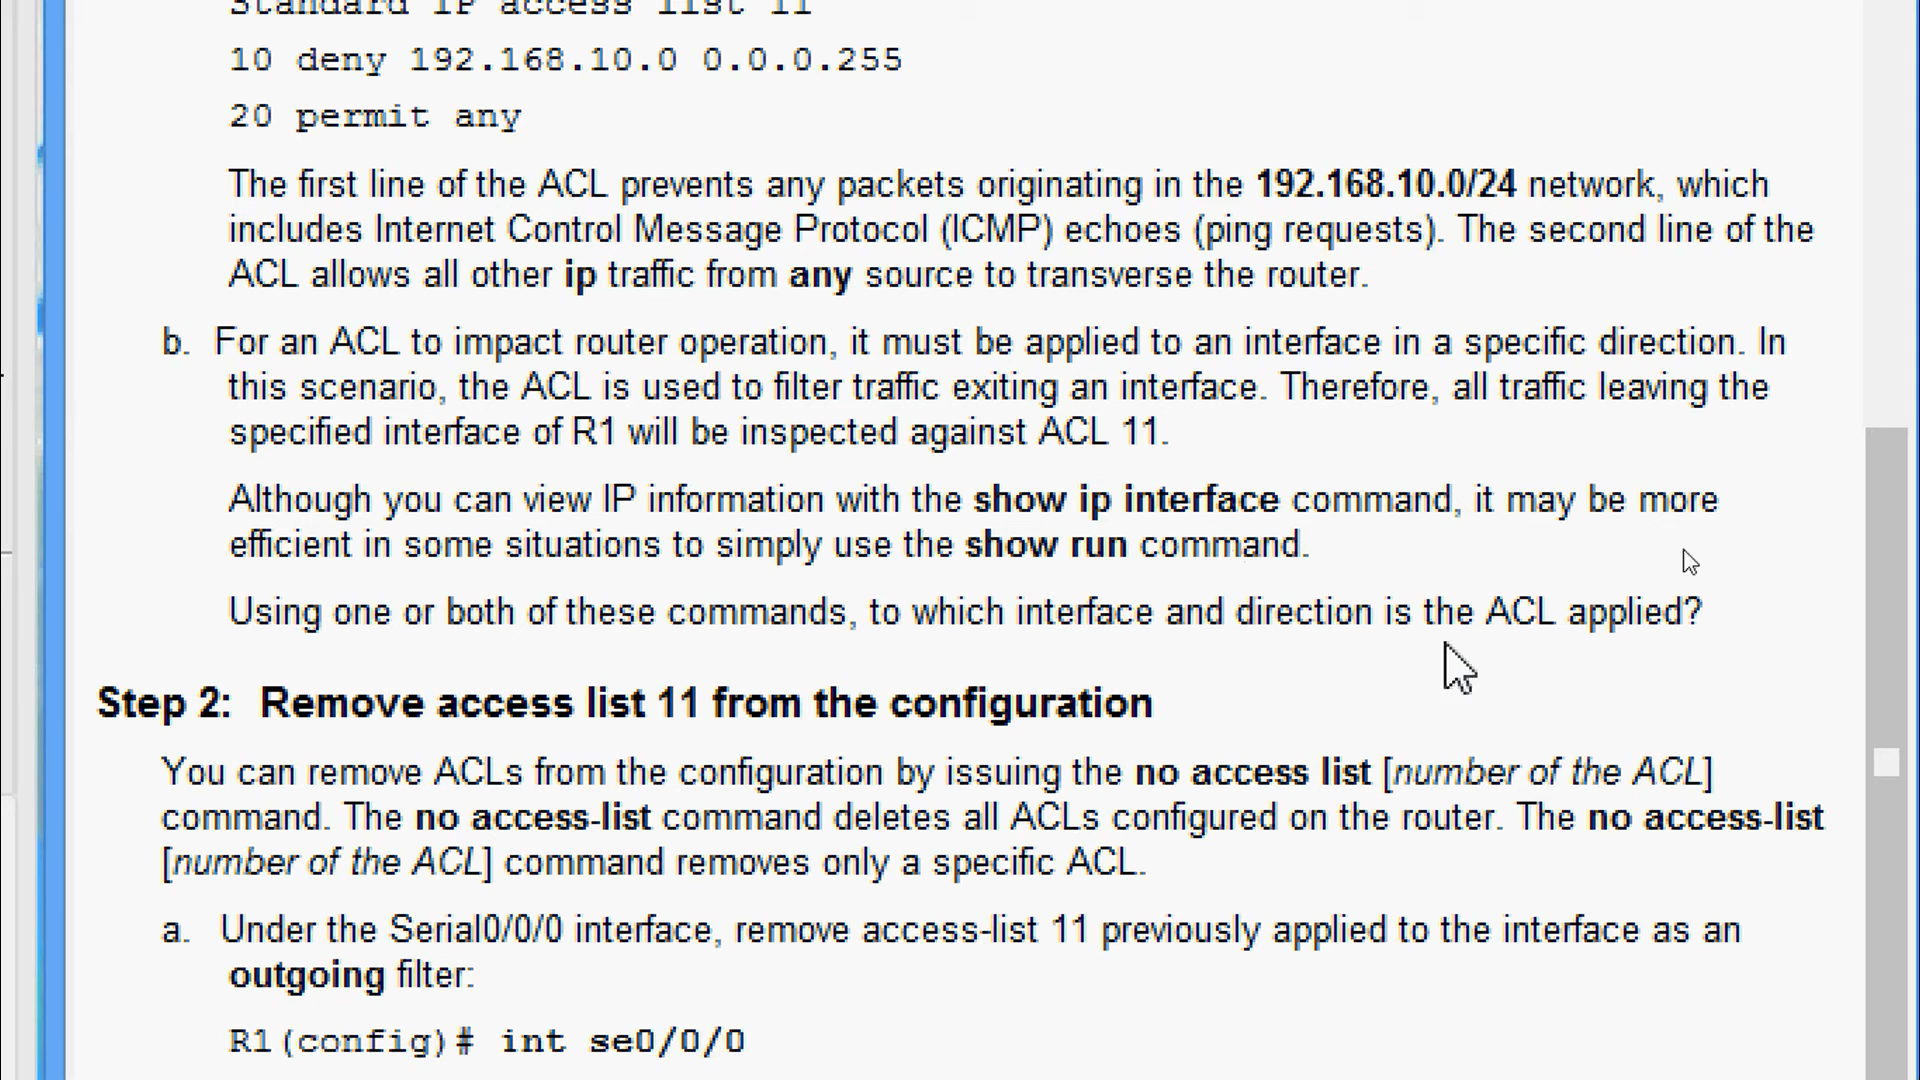 Standard IP access list 11
10 deny 192.168.10.0 0.0.0.255
20 permit any
The first line of the ACL prevents any packets originating in the 192.168.10.0/24 network, which
includes Internet Control Message Protocol (ICMP) echoes (ping requests). The second line of the
ACL allows all other ip traffic from any source to transverse the router.
b. For an ACL to impact router operation, it must be applied to an interface in a specific direction. In
this scenario, the ACL is used to filter traffic exiting an interface. Therefore, all traffic leaving the
specified interface of R1 will be inspected against ACL 11.
Although you can view IP information with the show ip interface command, it may be more
efficient in some situations to simply use the show run command.
Using one or both of these commands, to which interface and direction is the ACL applied?
Step 2: Remove access list 11 from the configuration
You can remove ACLs from the configuration by issuing the no access list [number of the ACL]
command. The no access-list command deletes all ACLs configured on the router. The no access-list
[number of the ACL] command removes only a specific ACL.
a. Under the Serial0/0/0 interface, remove access-list 11 previously applied to the interface as an
outgoing filter:
R1(config)# int se0/0/0